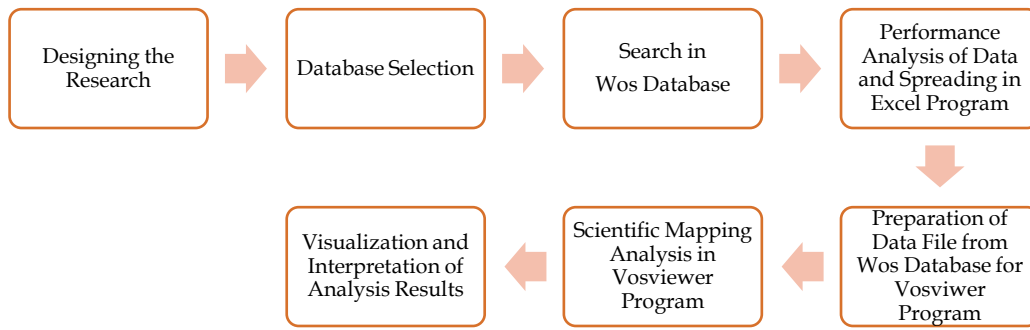 Designing the
Research
Database Selection
Search in
Wos Database
Performance
Analysis of Data
and Spreading in
Excel Program
Preparation of
Data File from
Wos Database for
Vosviwer
Program
Scientific Mapping
Analysis in
Vosviewer
Program
Visualization and
Interpretation of
Analysis Results